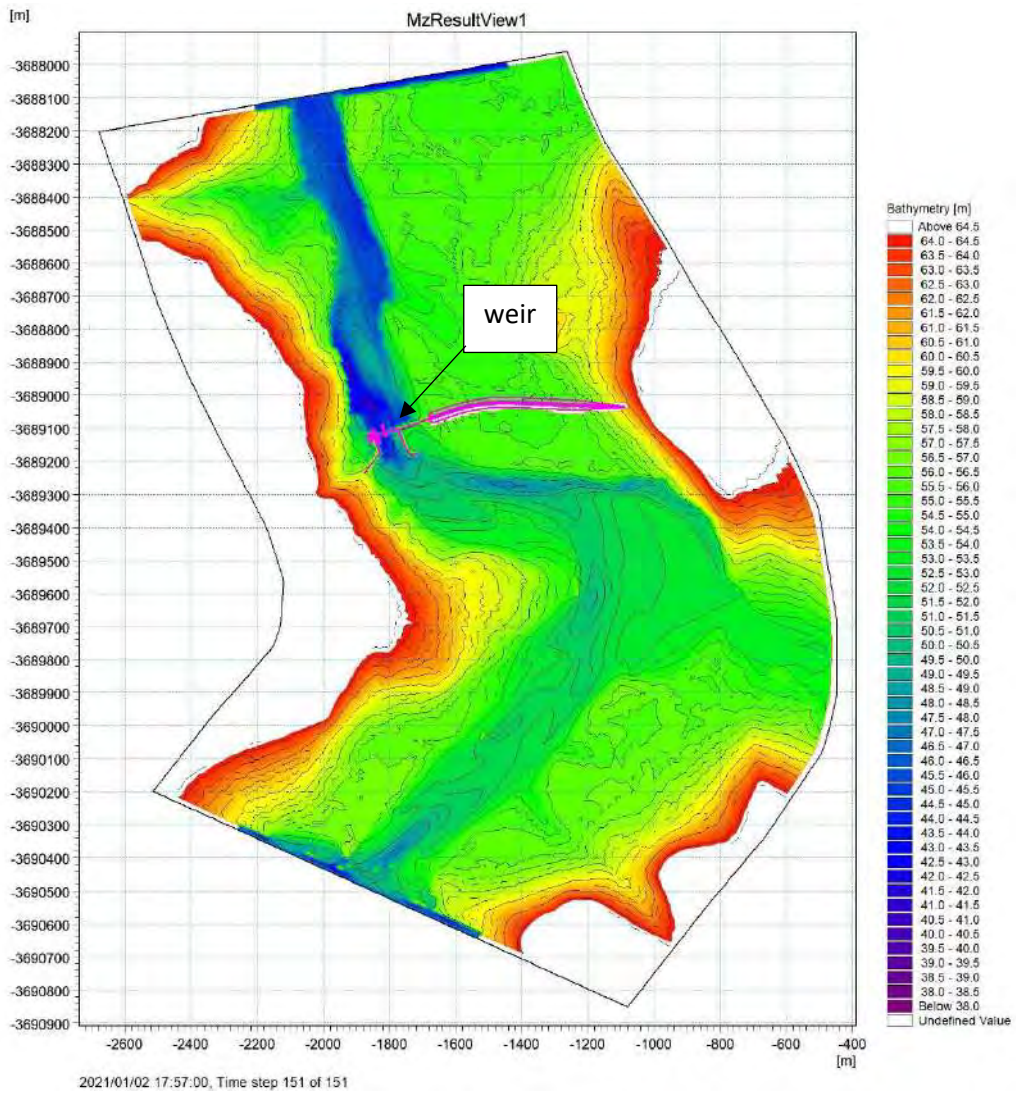 [m]
MzResultView1
-3688000
-3688100
-3688200
-3688300
-3688400
-3688500
-3688600
-3688700
-3688800
-3688900
-3689000
-3689100
-3689200
-3689300
-3689400
-3689500
-3689600
-3689700
-3689800
-3689900
-3690000
-3690100
-3690200
-3690300
-3690400
-3690500
-3690600
-3690700
-3690800
-3690900
weir
-2600 -2400 -2200 -2000 -1800 -1600 -1400 -1200 -1000 -800 -600 -400
[m]
2021/01/02 17:57:00, Time step 151 of 151
Bathymetry [m]
Above 64.5
64.0 - 64.5
63.5 - 64.0
63.0 - 63.5
62.5 - 63.0
62.0 - 62.5
61.5 - 62.0
61.0 - 61.5
60.5 - 61.0
60.0 - 60.5
59.5 - 60.0
59.0 - 59.5
58.5 - 59.0
58.0 - 58.5
57.5 - 58.0
57.0 - 57.5
56.5 - 57.0
56.0 - 56.5
55.5 - 56.0
55.0 - 55.5
54.5 - 55.0
54.0 - 54.5
53.5 - 54.0
53.0 - 53.5
52.5 - 53.0
52.0 - 52.5
51.5 - 52.0
51.0 - 51.5
50.5 - 51.0
50.0 - 50.5
49.5 - 50.0
49.0 - 49.5
48.5 - 49.0
48.0 - 48.5
47.5 - 48.0
47.0 - 47.5
46.5 - 47.0
46.0 - 46.5
45.5 - 46.0
45.0 - 45.5
44.5 - 45.0
44.0 - 44.5
43.5 - 44.0
43.0 - 43.5
42.5 - 43.0
42.0 - 42.5
41.5 - 42.0
41.0 - 41.5
40.5 - 41.0
40.0 - 40.5
39.5 - 40.0
39.0 - 39.5
38.5 - 39.0
38.0 - 38.5
Below 38.0
Undefined Value